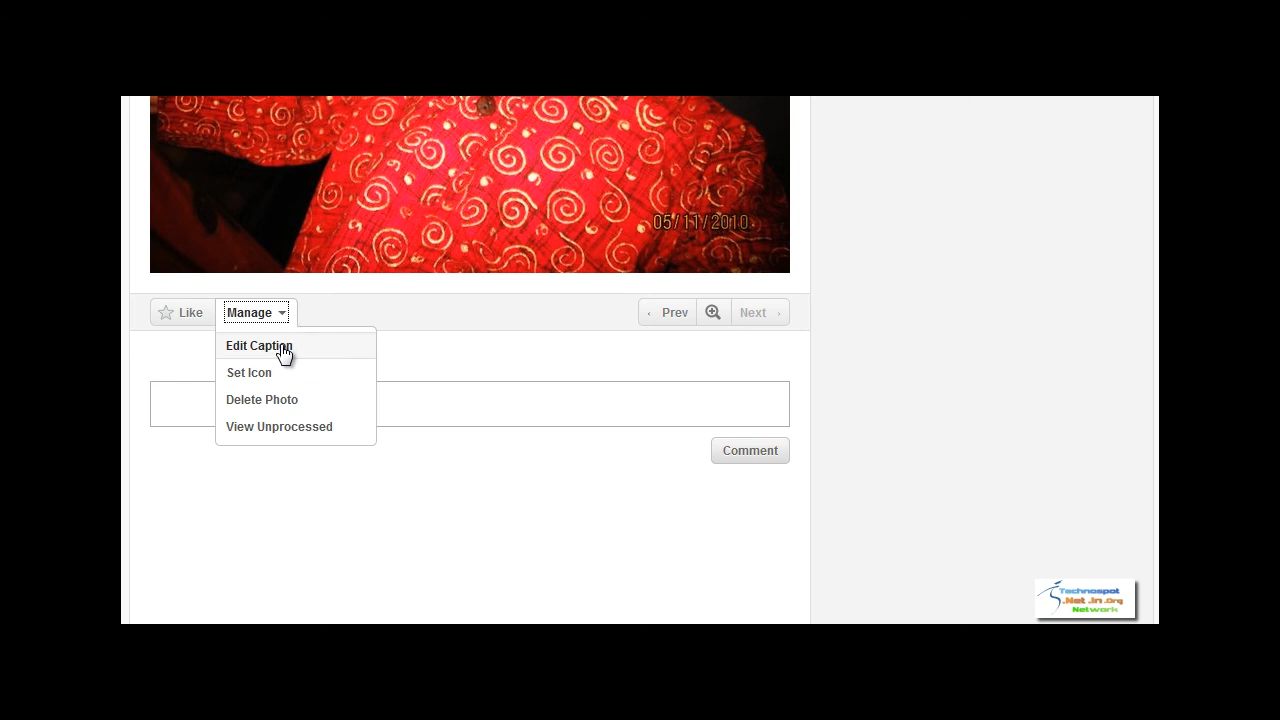 05/11/2010
Like
Manage
‹ Prev
Next ›
Edit Caption
Set Icon
Delete Photo
View Unprocessed
Comment
Technospot
.Net .in .Org
Network